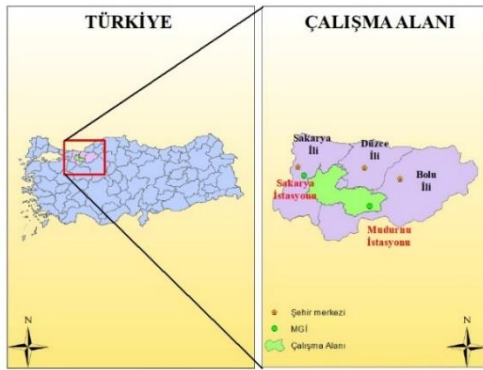 TÜRKİYE
ÇALIŞMA ALANI
Sakarya
İli
Düzce
İli
Bolu
İli
Sakarya
İstasyonu
Mudurnu
İstasyonu
Şehir merkezi
MGİ
Çalışma Alanı
N
N